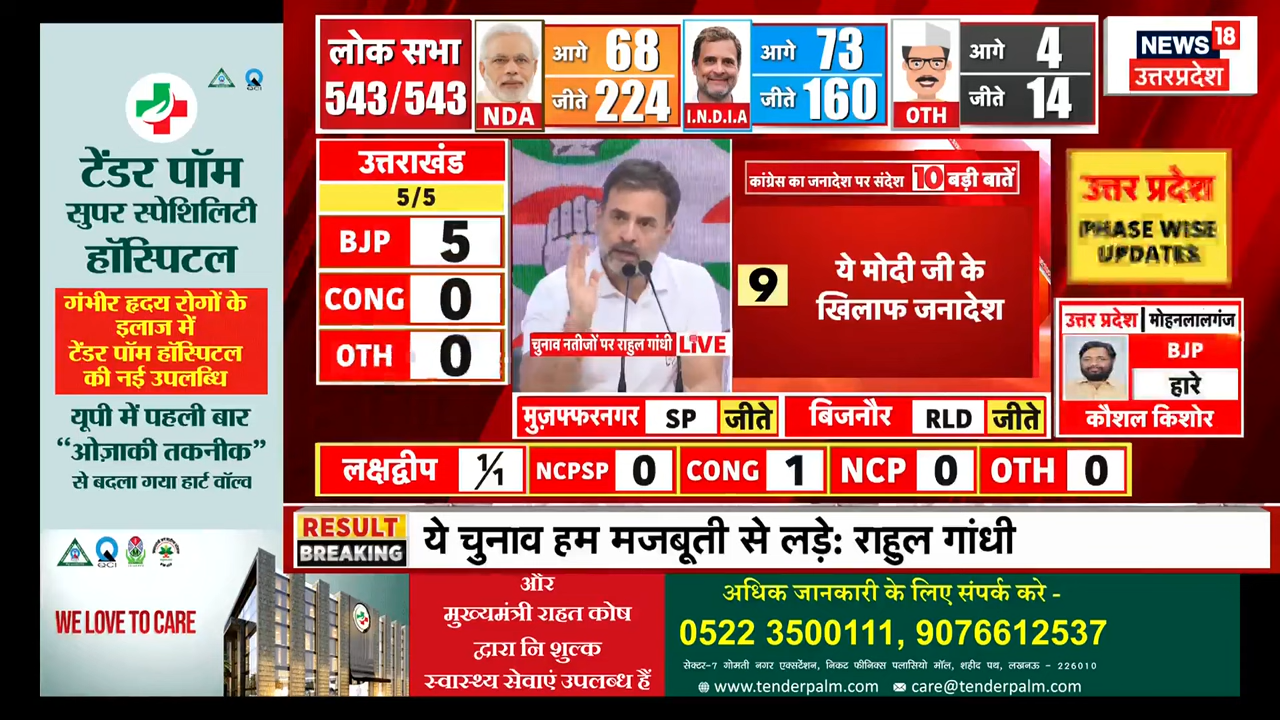 लोक सभा
543/543
NDA
आगे 68
जीते 224
I.N.D.I.A
आगे 73
जीते 160
OTH
आगे 4
जीते 14
NEWS 18
उत्तरप्रदेश
QCI
टेंडर पॉम
सुपर स्पेशिलिटी
हॉस्पिटल
गंभीर हृदय रोगों के
इलाज में
टेंडर पॉम हॉस्पिटल
की नई उपलब्धि
यूपी में पहली बार
“ओज़ाकी तकनीक”
से बदला गया हार्ट वॉल्व
उत्तराखंड
5/5
BJP 5
CONG 0
OTH 0
चुनाव नतीजों पर राहुल गांधी LIVE
कांग्रेस का जनादेश पर संदेश 10 बड़ी बातें
9
ये मोदी जी के
खिलाफ जनादेश
उत्तर प्रदेश
PHASE WISE
UPDATES
उत्तर प्रदेश | मोहनलालगंज
BJP
हारे
कौशल किशोर
मुज़फ्फरनगर SP जीते
बिजनौर RLD जीते
लक्षद्वीप 1/1 NCPSP 0 CONG 1 NCP 0 OTH 0
RESULT
BREAKING
ये चुनाव हम मजबूती से लड़े: राहुल गांधी
QCI
WE LOVE TO CARE
और
मुख्यमंत्री राहत कोष
द्वारा नि शुल्क
स्वास्थ्य सेवाएं उपलब्ध हैं
अधिक जानकारी के लिए संपर्क करे -
0522 3500111, 9076612537
सेक्टर-7 गोमती नगर एक्सटेंशन, निकट फीनिक्स पलासियो मॉल, शहीद पथ, लखनऊ - 226010
www.tenderpalm.com care@tenderpalm.com